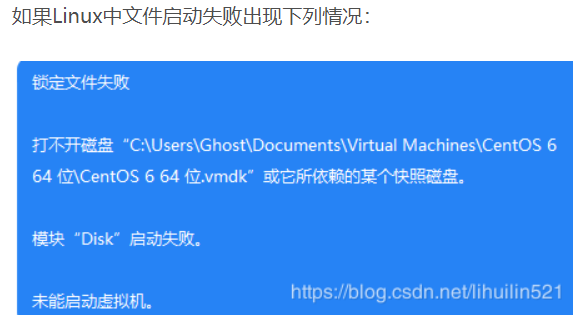 如果Linux中文件启动失败出现下列情况：
锁定文件失败
打不开磁盘“C:\Users\Ghost\Documents\Virtual Machines\CentOS 6
64 位\CentOS 6 64 位.vmdk”或它所依赖的某个快照磁盘。
模块“Disk”启动失败。
未能启动虚拟机。
https://blog.csdn.net/lihuilin521